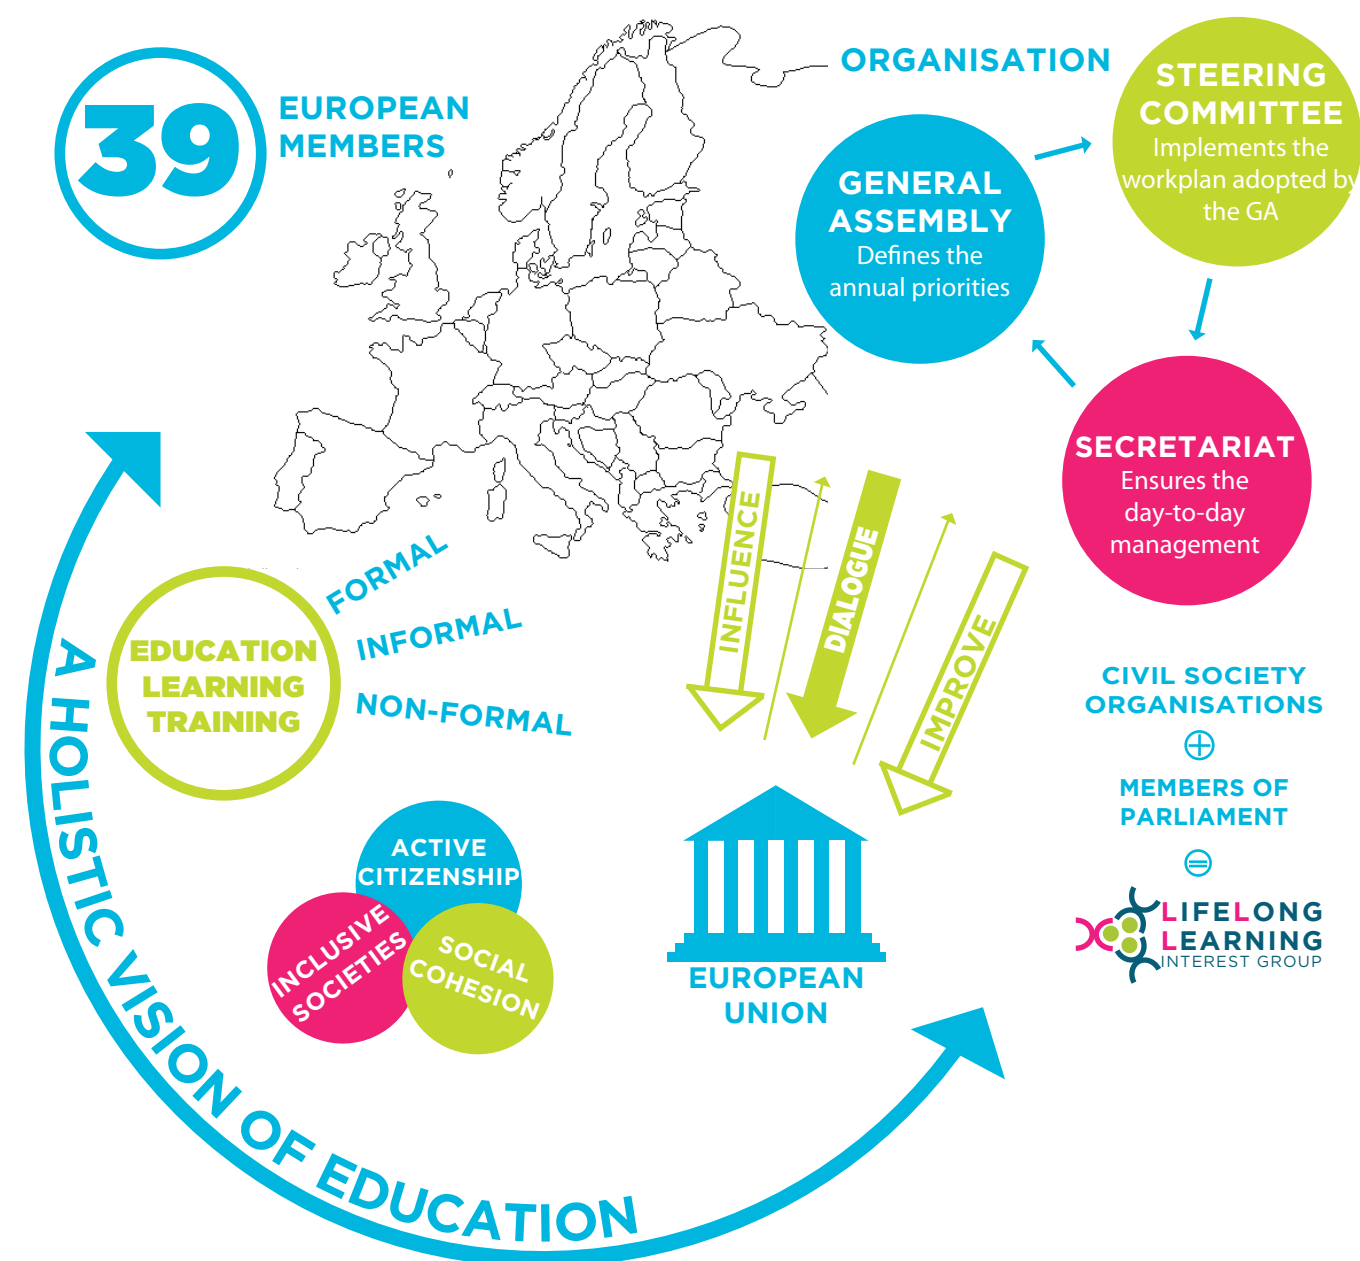 39
EUROPEAN
MEMBERS
ORGANISATION
GENERAL
ASSEMBLY
Defines the
annual priorities
STEERING
COMMITTEE
Implements the
workplan adopted by
the GA
SECRETARIAT
Ensures the
day-to-day
management
EDUCATION
LEARNING
TRAINING
FORMAL
INFORMAL
NON-FORMAL
INFLUENCE
DIALOGUE
IMPROVE
ACTIVE
CITIZENSHIP
INCLUSIVE
SOCIETIES
SOCIAL
COHESION
EUROPEAN
UNION
CIVIL SOCIETY
ORGANISATIONS
+
MEMBERS OF
PARLIAMENT
=
LIFELONG
LEARNING
INTEREST GROUP
A HOLISTIC VISION OF EDUCATION